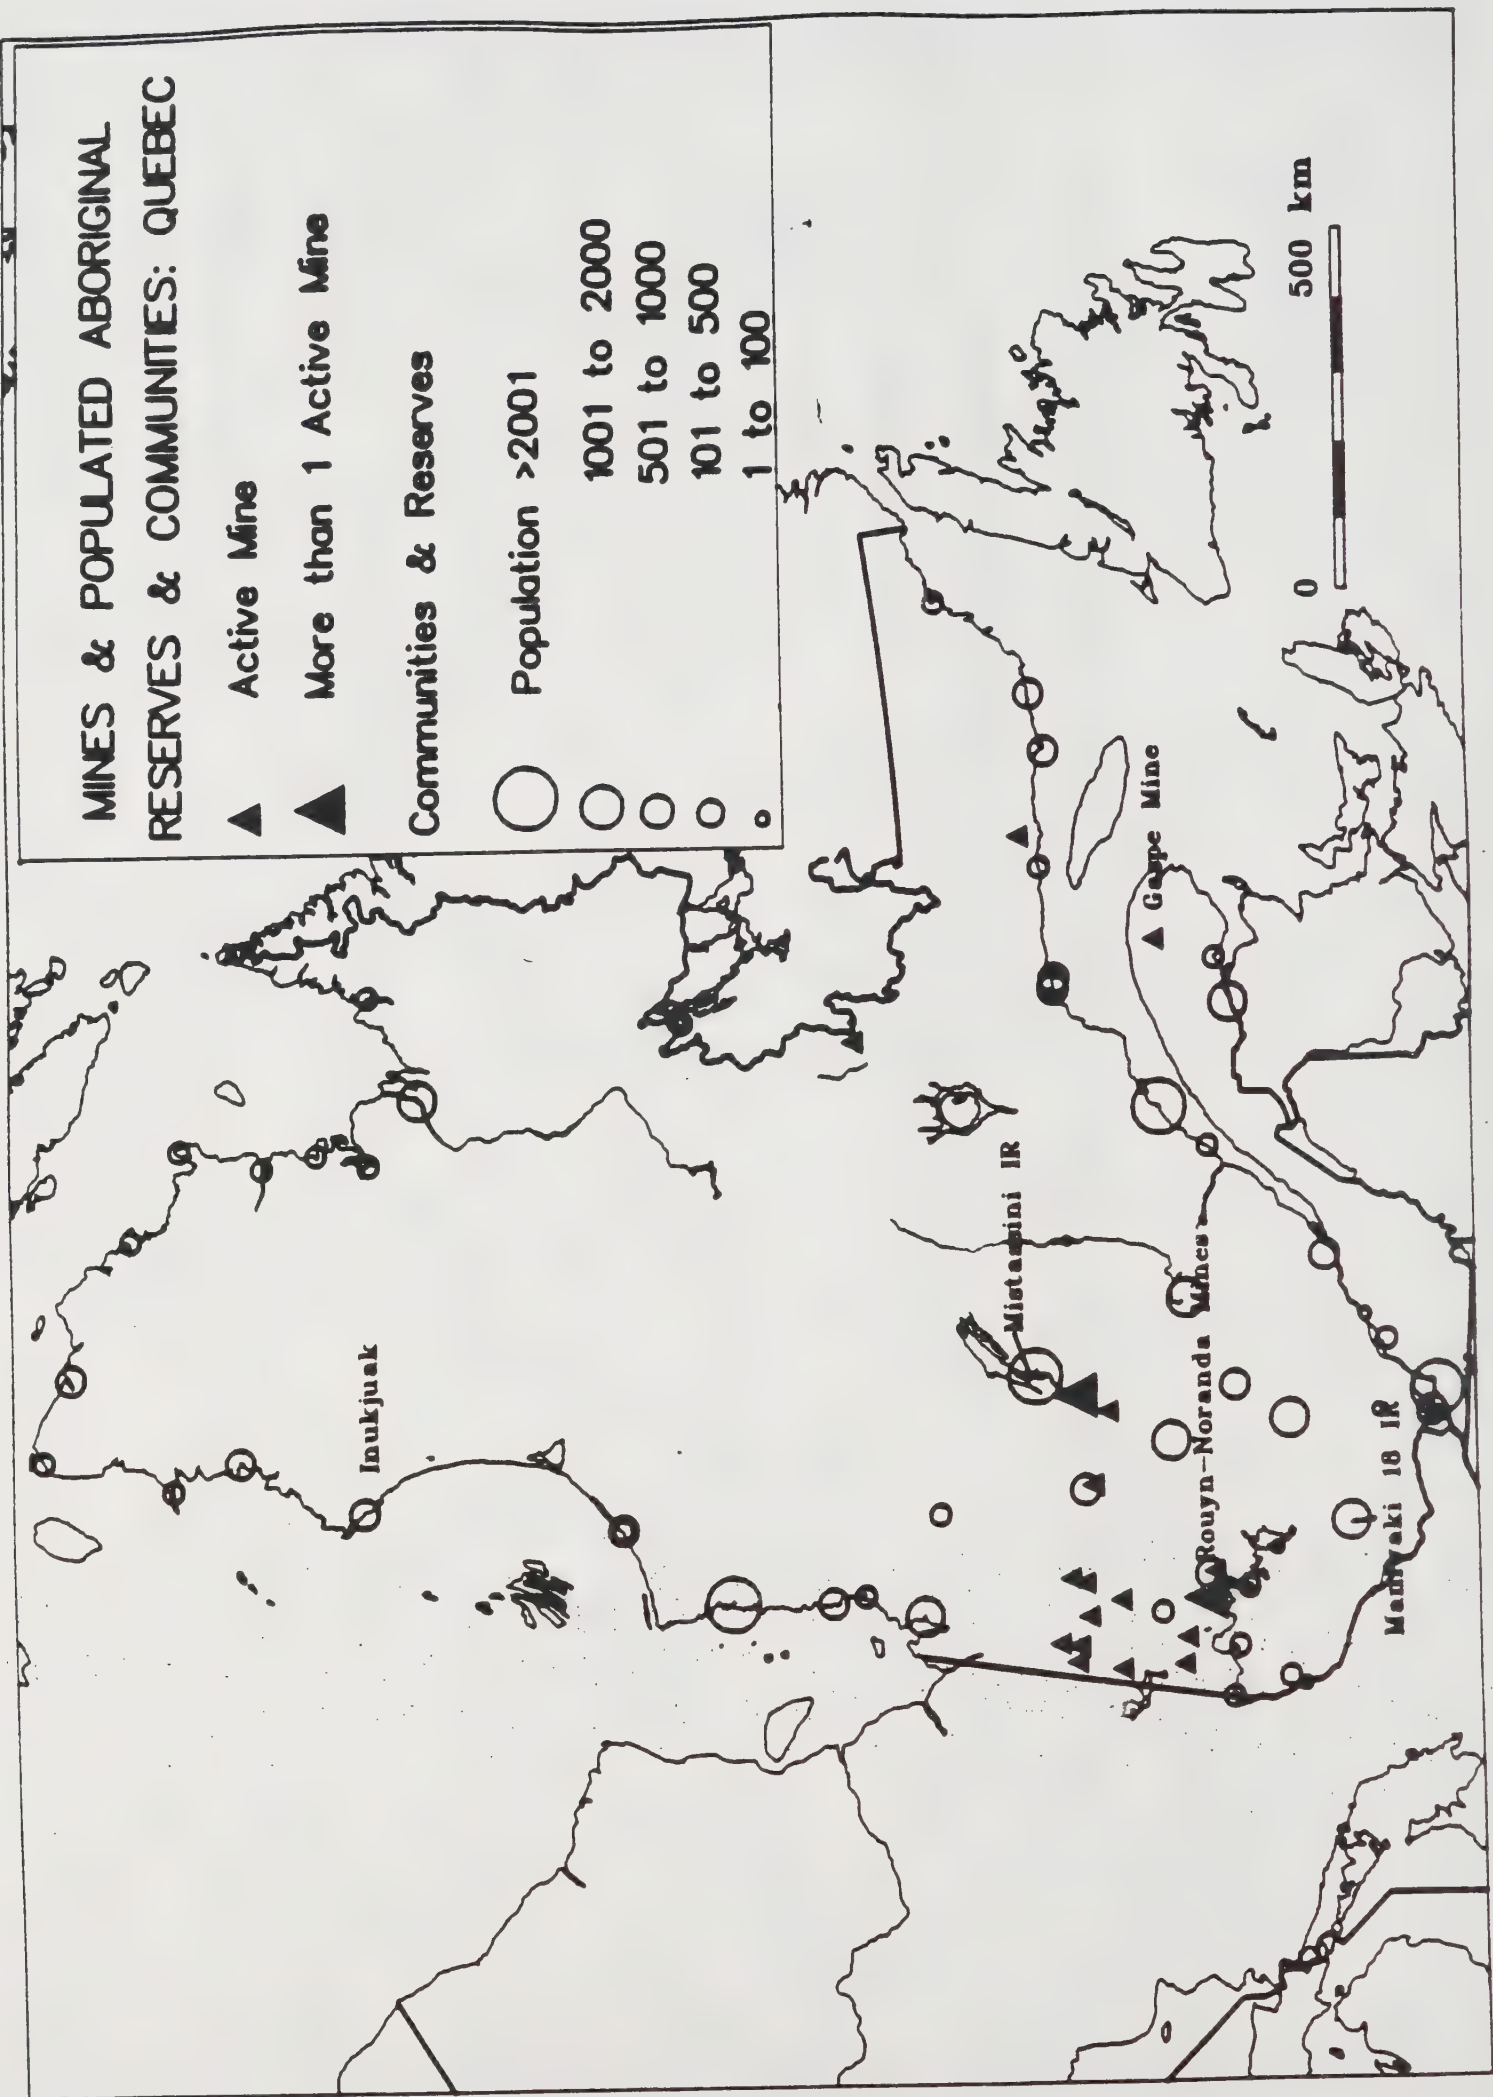 MINES & POPULATED ABORIGINAL
RESERVES & COMMUNITIES: QUEBEC
Active Mine
More than 1 Active Mine
Communities & Reserves
Population >2001
1001 to 2000
501 to 1000
101 to 500
1 to 100
Inukjuak
Mistassini IR
Gaspe Mine
Rouyn-Noranda Mines
Maniwaki 18 IR
0 500 km